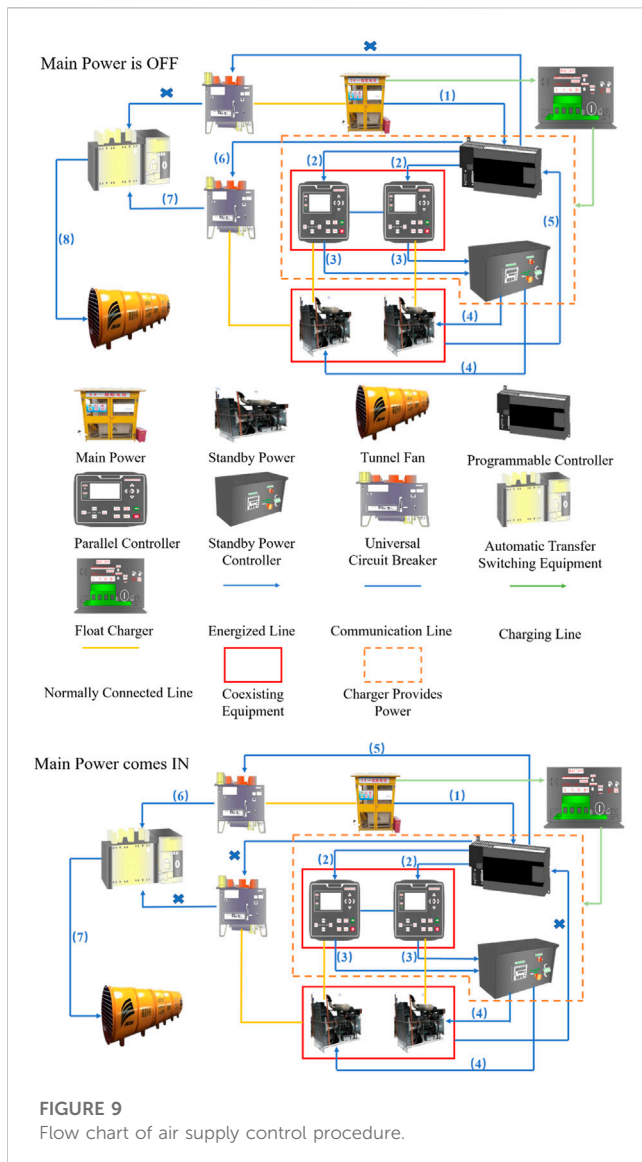 Main Power is OFF
(1)
(6)
(2)
(2)
(7)
(5)
(8)
(3)
(3)
(4)
(4)
Main Power
Standby Power
Tunnel Fan
Programmable Controller
Parallel Controller
Standby Power
Controller
Universal
Circuit Breaker
Automatic Transfer
Switching Equipment
Float Charger
Energized Line
Communication Line
Charging Line
Normally Connected Line
Coexisting
Equipment
Charger Provides
Power
(5)
Main Power comes IN
(6)
(1)
(2)
(2)
(7)
(3)
(3)
(4)
(4)
FIGURE 9
Flow chart of air supply control procedure.